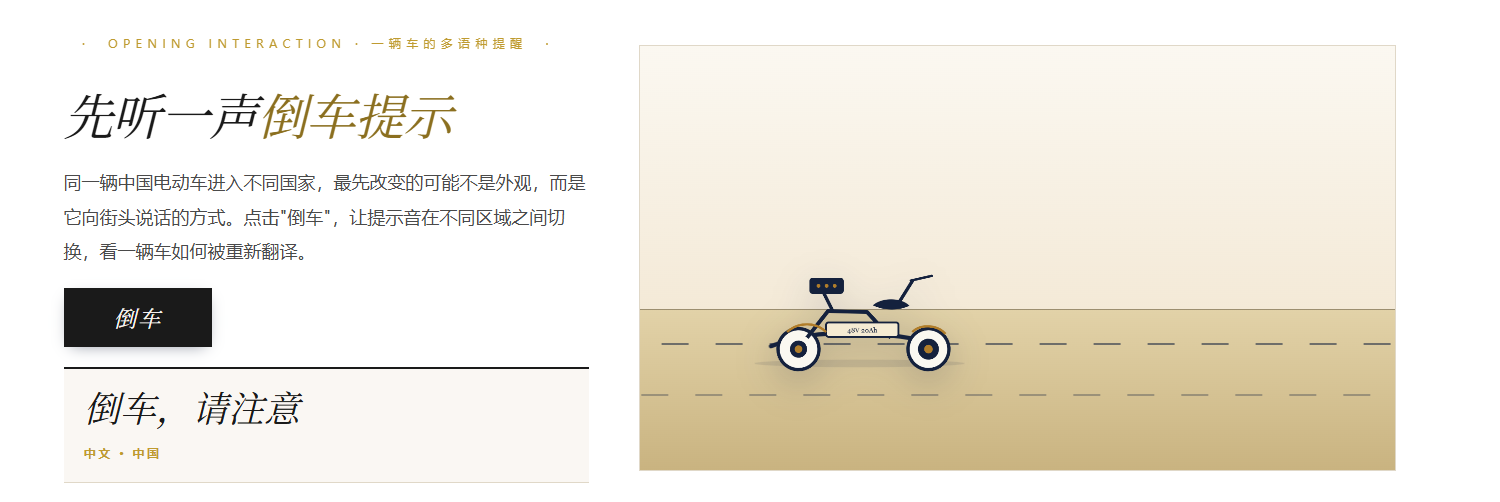 · OPENING INTERACTION · 一辆车的多语种提醒 ·
先听一声倒车提示
同一辆中国电动车进入不同国家，最先改变的可能不是外观，而是
它向街头说话的方式。点击"倒车"，让提示音在不同区域之间切
换，看一辆车如何被重新翻译。
倒车
倒车，请注意
中文 · 中国
48V 20Ah